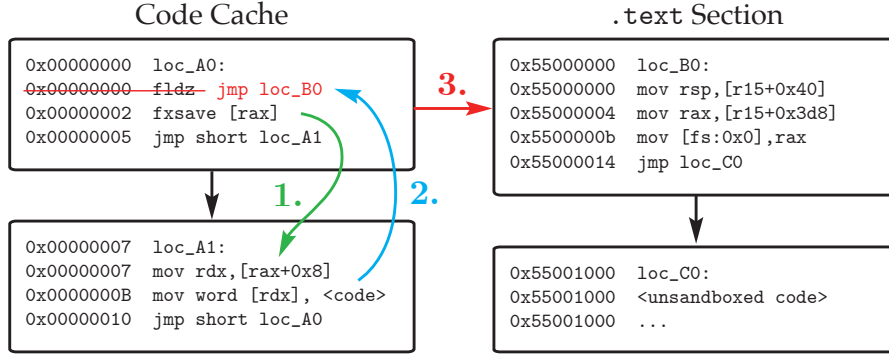 Code Cache
0x00000000 loc_A0:
0x00000000 fldz jmp loc_B0
0x00000002 fxsave [rax]
0x00000005 jmp short loc_A1
1.
2.
3.
0x00000007 loc_A1:
0x00000007 mov rdx,[rax+0x8]
0x0000000B mov word [rdx], <code>
0x00000010 jmp short loc_A0
.text Section
0x55000000 loc_B0:
0x55000000 mov rsp,[r15+0x40]
0x55000004 mov rax,[r15+0x3d8]
0x5500000b mov [fs:0x0],rax
0x55000014 jmp loc_C0
0x55001000 loc_C0:
0x55001000 <unsandboxed code>
0x55001000 ...